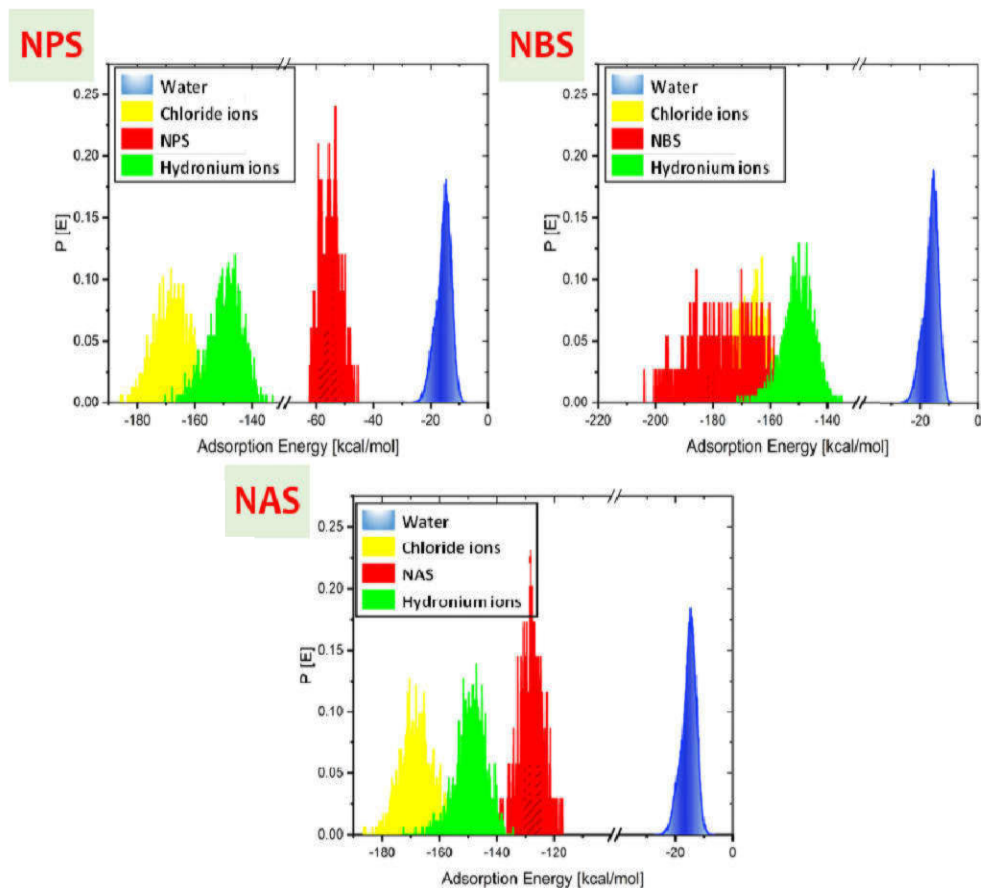 NPS
Water
Chloride ions
NPS
Hydronium ions
P [E]
0.25
0.20
0.15
0.10
0.05
0.00
-180 -160 -140 -60 -40 -20 0
Adsorption Energy [kcal/mol]
NBS
Water
Chloride ions
NBS
Hydronium ions
P [E]
0.25
0.20
0.15
0.10
0.05
0.00
-220 -200 -180 -160 -140 -20 0
Adsorption Energy [kcal/mol]
NAS
Water
Chloride ions
NAS
Hydronium ions
P [E]
0.25
0.20
0.15
0.10
0.05
0.00
-180 -160 -140 -120 -20 0
Adsorption Energy [kcal/mol]